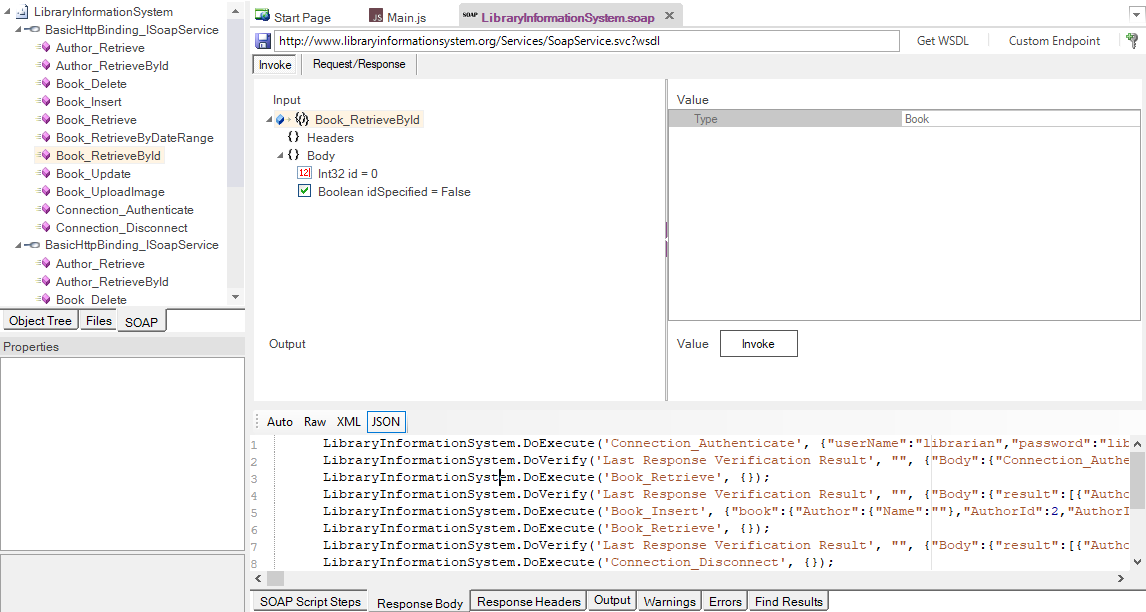 LibraryInformationSystem
BasicHttpBinding_ISoapService
Author_Retrieve
Author_RetrieveById
Book_Delete
Book_Insert
Book_Retrieve
Book_RetrieveByDateRange
Book_RetrieveById
Book_Update
Book_UploadImage
Connection_Authenticate
Connection_Disconnect
BasicHttpBinding_ISoapService
Author_Retrieve
Author_RetrieveById
Book_Delete
Object Tree Files SOAP
Properties
Start Page JS Main.js SOAP LibraryInformationSystem.soap
http://www.libraryinformationsystem.org/Services/SoapService.svc?wsdl Get WSDL Custom Endpoint
Invoke Request/Response
Input
{} Book_RetrieveById
{} Headers
{} Body
12 Int32 id = 0
Boolean idSpecified = False
Value
Type Book
Output
Value Invoke
Auto Raw XML JSON
1 LibraryInformationSystem.DoExecute('Connection_Authenticate', {"userName":"librarian","password":"lib
2 LibraryInformationSystem.DoVerify('Last Response Verification Result', "", {"Body":{"Connection_Authe
3 LibraryInformationSystem.DoExecute('Book_Retrieve', {});
4 LibraryInformationSystem.DoVerify('Last Response Verification Result', "", {"Body":{"result":[{"Autho
5 LibraryInformationSystem.DoExecute('Book_Insert', {"book":{"Author":{"Name":""},"AuthorId":2,"AuthorI
6 LibraryInformationSystem.DoExecute('Book_Retrieve', {});
7 LibraryInformationSystem.DoVerify('Last Response Verification Result', "", {"Body":{"result":[{"Autho
8 LibraryInformationSystem.DoExecute('Connection_Disconnect', {});
SOAP Script Steps Response Body Response Headers Output Warnings Errors Find Results